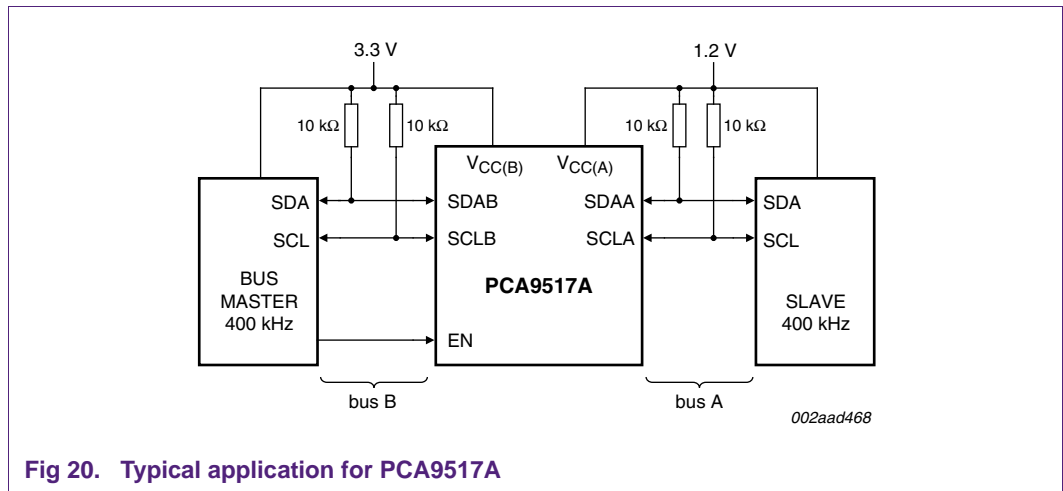 3.3 V
1.2 V
10 kΩ
10 kΩ
10 kΩ
10 kΩ
VCC(B)
VCC(A)
SDA
SDAB
SDAA
SDA
SCL
SCLB
SCLA
SCL
BUS
MASTER
400 kHz
PCA9517A
SLAVE
400 kHz
EN
bus B
bus A
002aad468
Fig 20. Typical application for PCA9517A